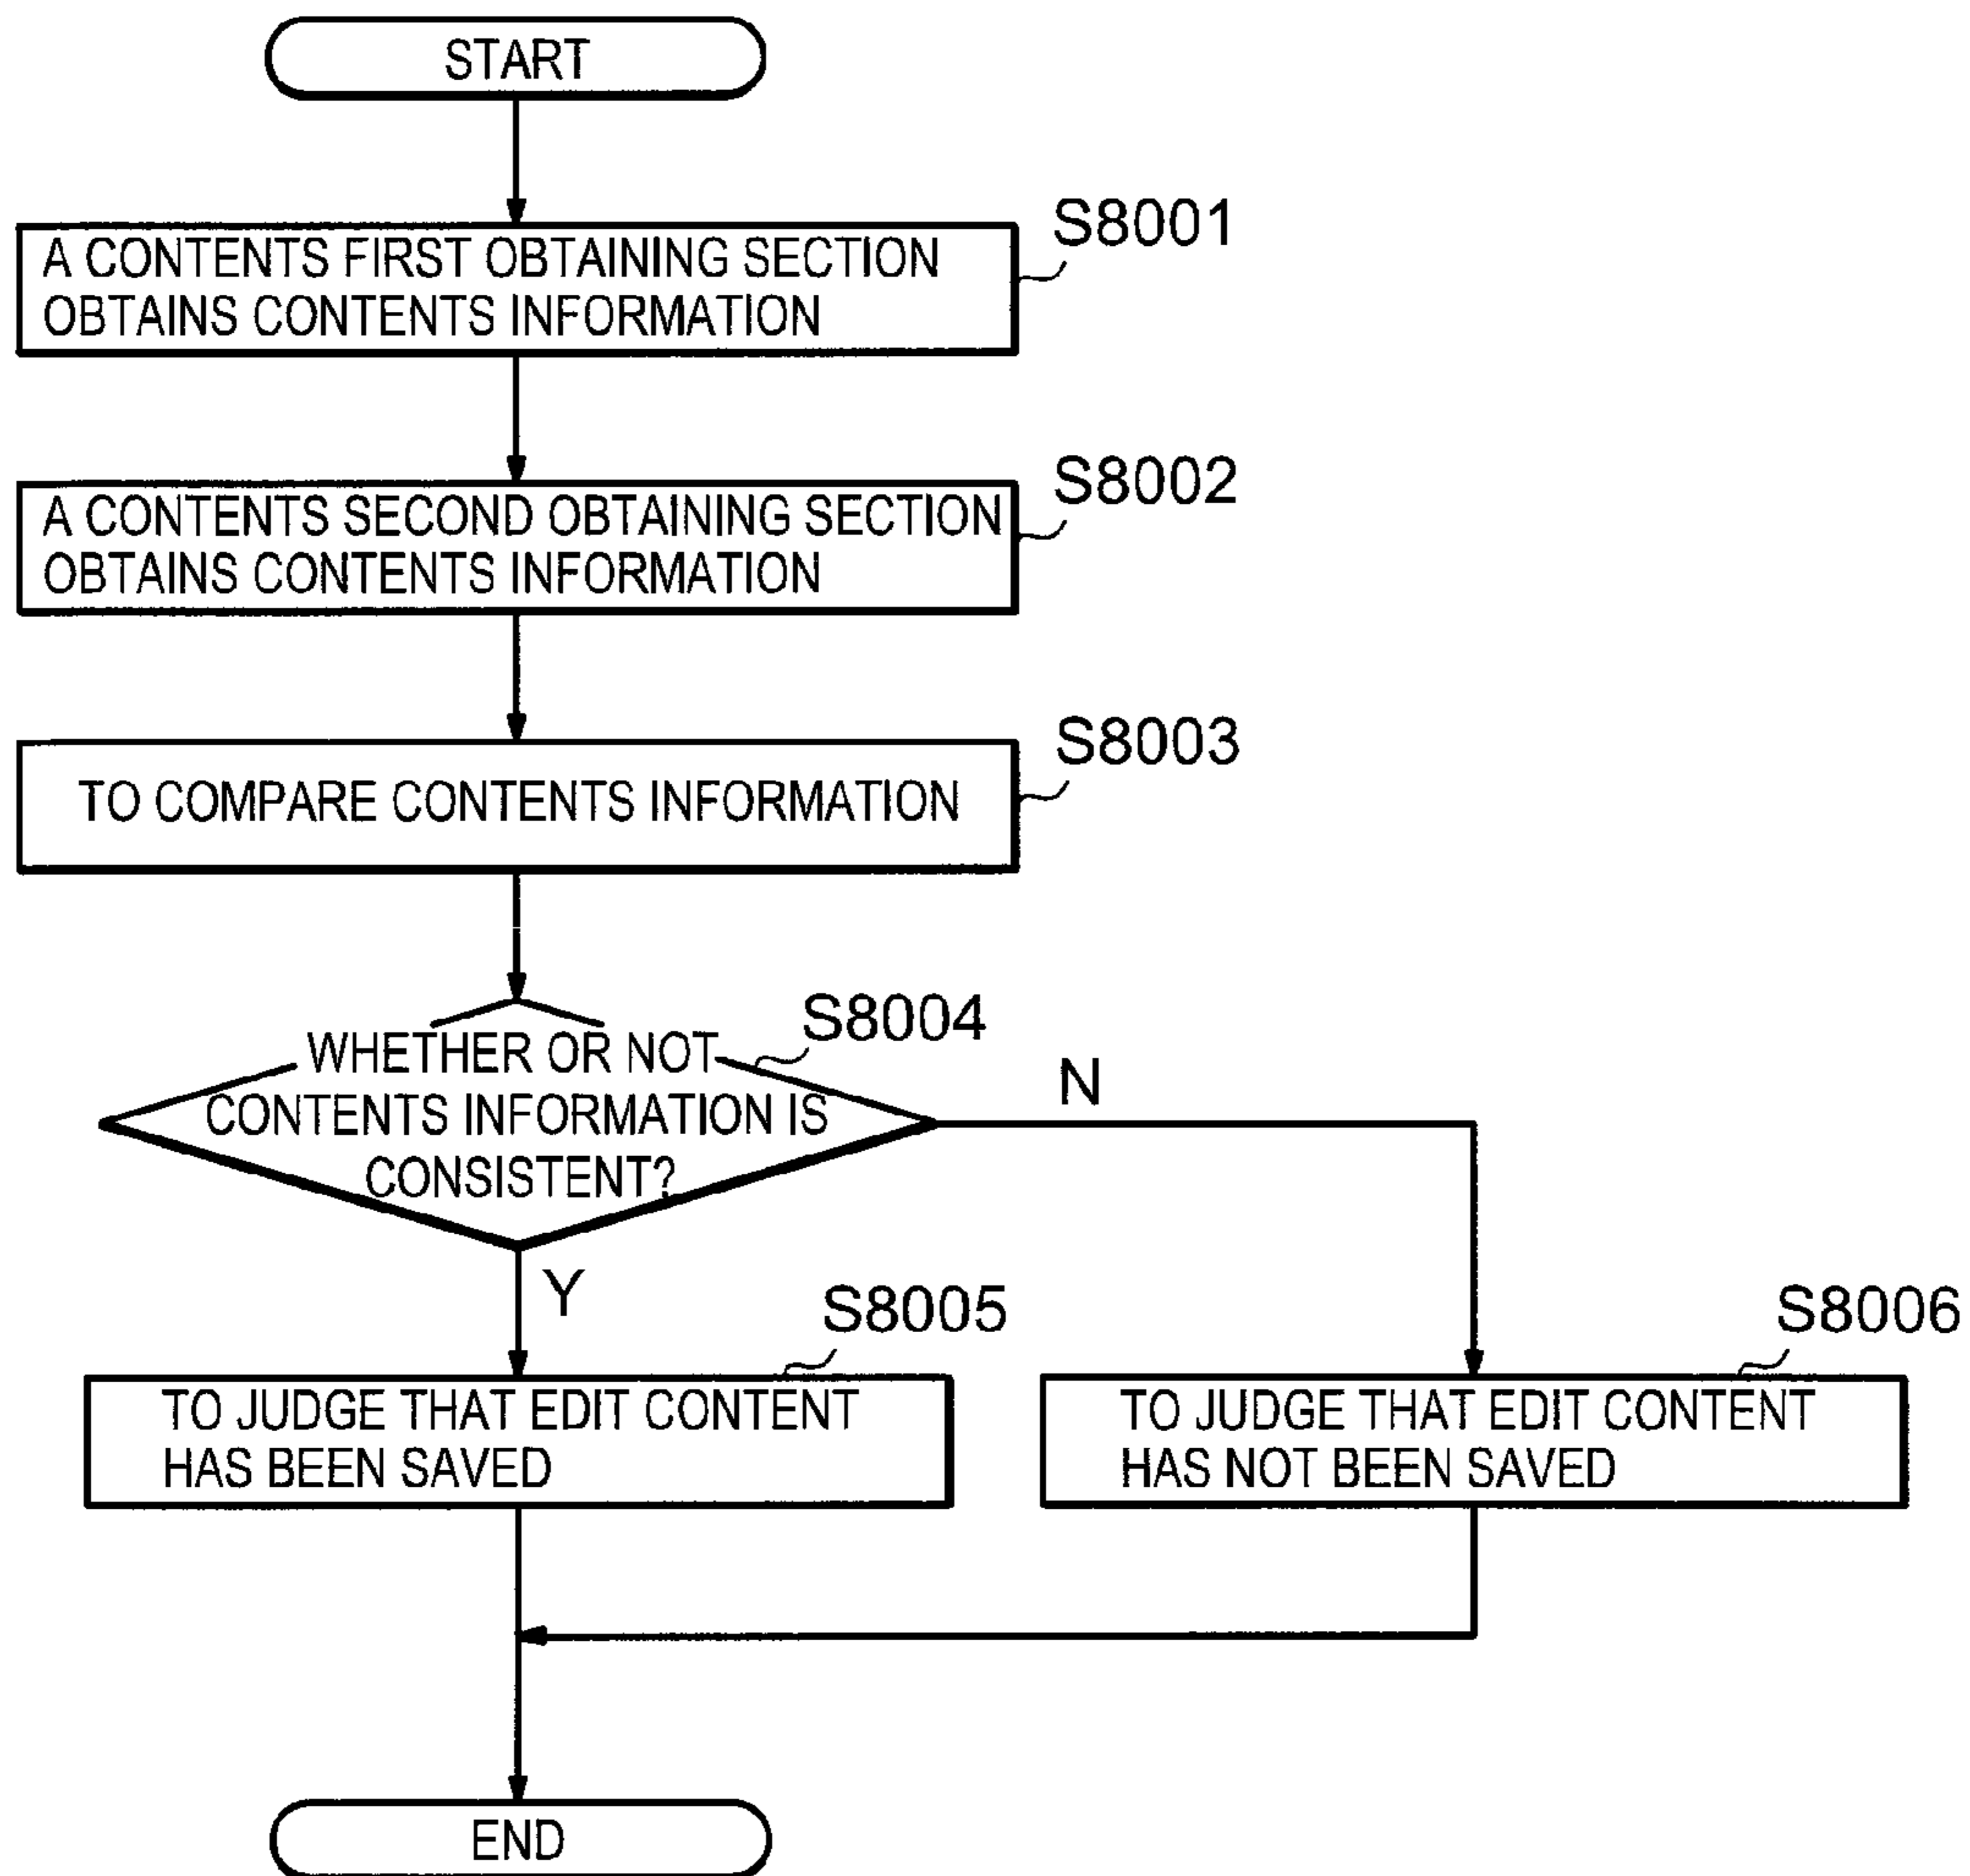 START
S8001
A CONTENTS FIRST OBTAINING SECTION
OBTAINS CONTENTS INFORMATION
S8002
A CONTENTS SECOND OBTAINING SECTION
OBTAINS CONTENTS INFORMATION
S8003
TO COMPARE CONTENTS INFORMATION
S8004
WHETHER OR NOT
CONTENTS INFORMATION IS
CONSISTENT?
N
Y
S8005
TO JUDGE THAT EDIT CONTENT
HAS BEEN SAVED
S8006
TO JUDGE THAT EDIT CONTENT
HAS NOT BEEN SAVED
END